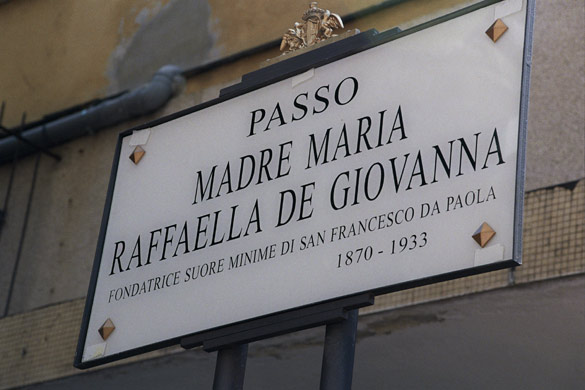 PASSO
MADRE MARIA
RAFFAELLA DE GIOVANNA
FONDATRICE SUORE MINIME DI SAN FRANCESCO DA PAOLA
1870 - 1933